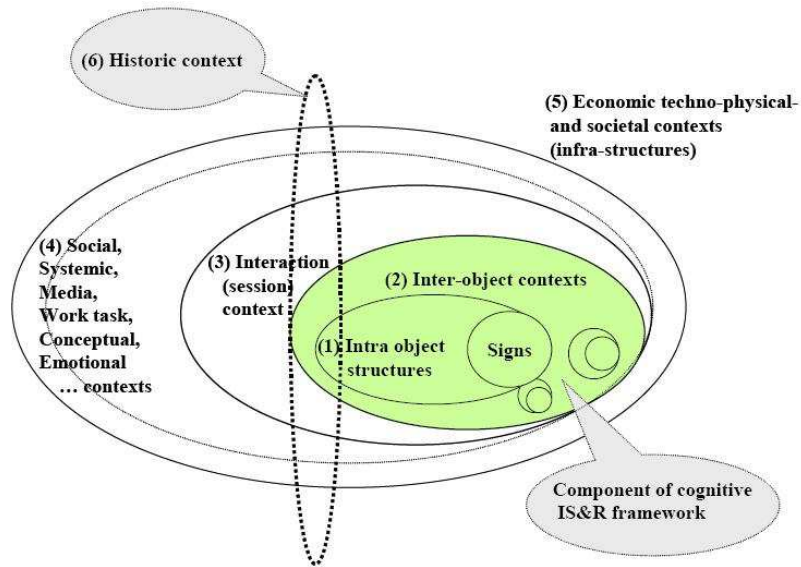 (6) Historic context
(5) Economic techno-physical-
and societal contexts
(infra-structures)
(4) Social,
Systemic,
Media,
Work task,
Conceptual,
Emotional
... contexts
(3) Interaction
(session)
context
(2) Inter-object contexts
(1) Intra object
structures
Signs
Component of cognitive
IS&R framework